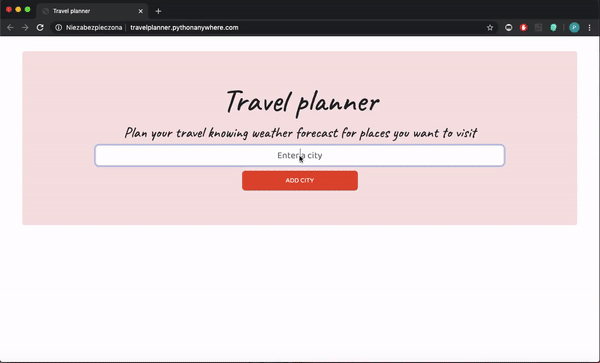 Travel planner
Niezabezpieczona | travelplanner.pythonanywhere.com
P
Travel planner
Plan your travel knowing weather forecast for places you want to visit
Enter a city
ADD CITY